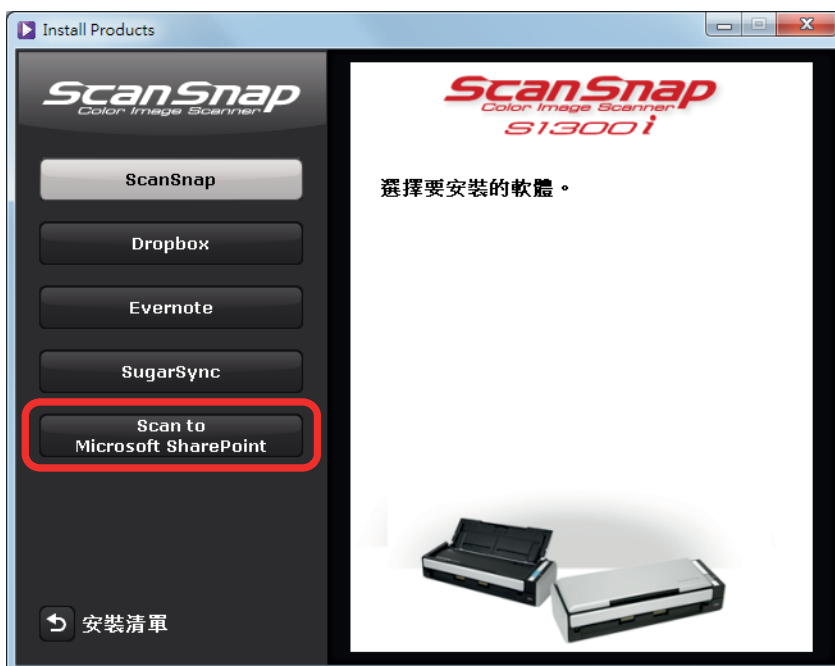 Install Products
ScanSnap
Color Image Scanner
ScanSnap
Dropbox
Evernote
SugarSync
Scan to
Microsoft SharePoint
安裝清單
ScanSnap
Color Image Scanner
S1300i
選擇要安裝的軟體。